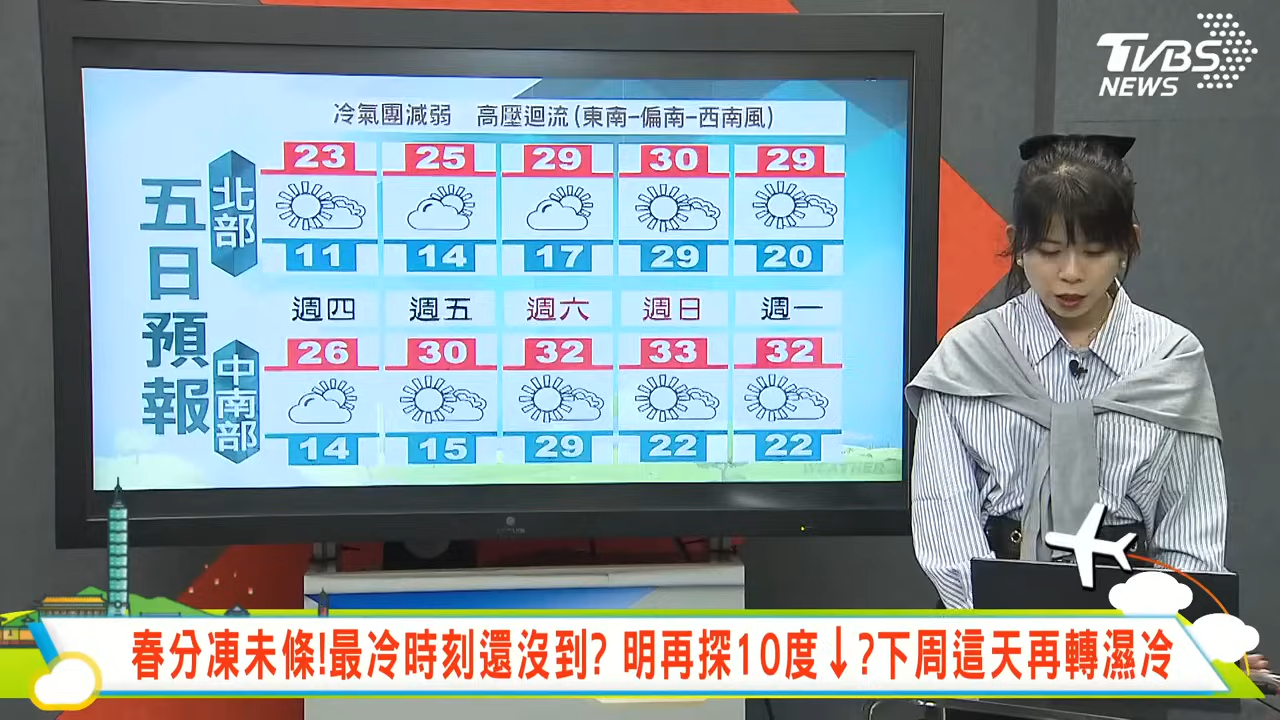 TVBS
NEWS
冷氣團減弱 高壓迴流(東南-偏南-西南風)
五日預報
北部
23 25 29 30 29
11 14 17 29 20
週四 週五 週六 週日 週一
中南部
26 30 32 33 32
14 15 29 22 22
WEATHER
春分凍未條!最冷時刻還沒到? 明再探10度↓?下周這天再轉濕冷